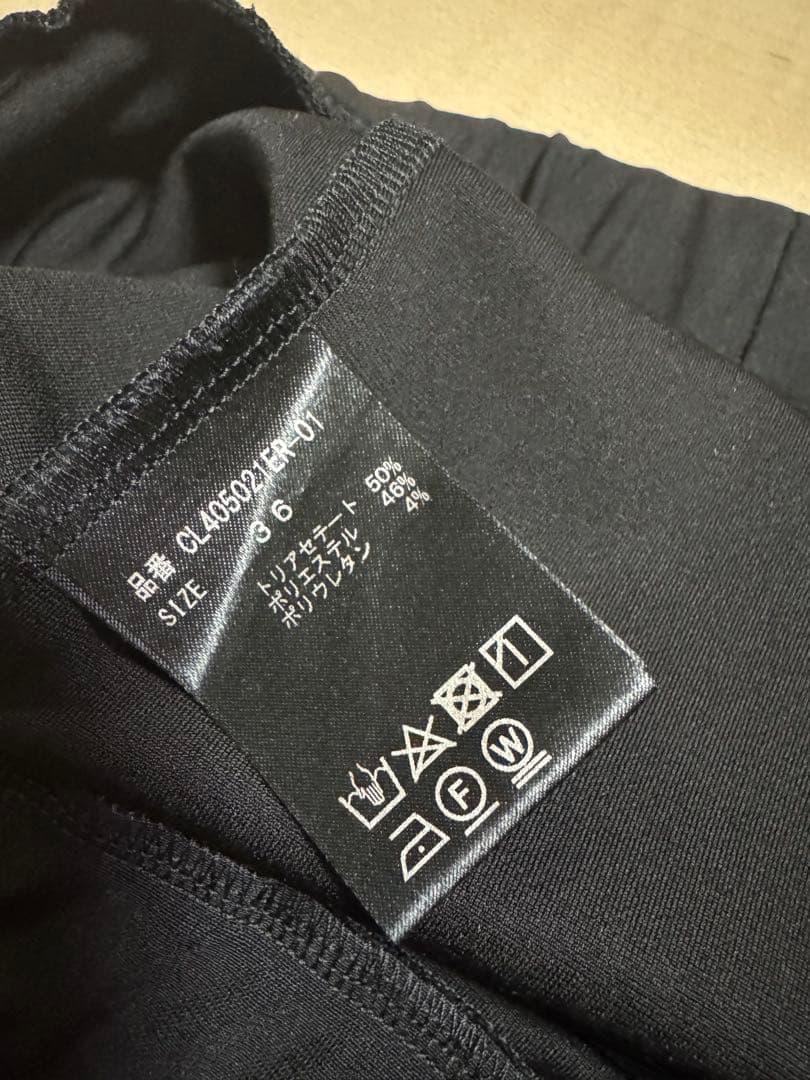 品番 CL405021ER-01
SIZE 36
トリアセテート 50%
ポリエステル 46%
ポリウレタン 4%
F W